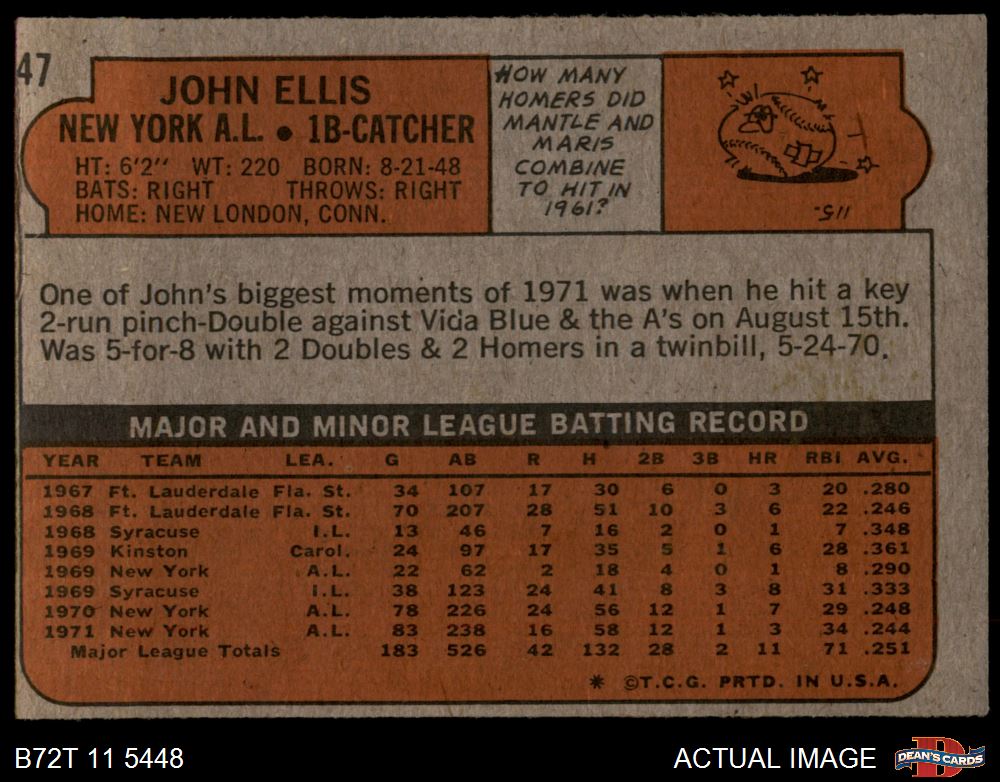 47
JOHN ELLIS
NEW YORK A.L. • 1B-CATCHER
HT: 6'2" WT: 220 BORN: 8-21-48
BATS: RIGHT THROWS: RIGHT
HOME: NEW LONDON, CONN.
HOW MANY
HOMERS DID
MANTLE AND
MARIS
COMBINE
TO HIT IN
1961?
115.
One of John's biggest moments of 1971 was when he hit a key
2-run pinch-Double against Vida Blue & the A's on August 15th.
Was 5-for-8 with 2 Doubles & 2 Homers in a twinbill, 5-24-70.
MAJOR AND MINOR LEAGUE BATTING RECORD
YEAR TEAM LEA. G AB R H 2B 3B HR RBI AVG.
1967 Ft. Lauderdale Fla. St. 34 107 17 30 6 0 3 20 .280
1968 Ft. Lauderdale Fla. St. 70 207 28 51 10 3 6 22 .246
1968 Syracuse I.L. 13 46 7 16 2 0 1 7 .348
1969 Kinston Carol. 24 97 17 35 5 1 6 28 .361
1969 New York A.L. 22 62 2 18 4 0 1 8 .290
1969 Syracuse I.L. 38 123 24 41 8 3 8 31 .333
1970 New York A.L. 78 226 24 56 12 1 7 29 .248
1971 New York A.L. 83 238 16 58 12 1 3 34 .244
Major League Totals 183 526 42 132 28 2 11 71 .251
* ©T.C.G. PRTD. IN U.S.A.
B72T 11 5448
ACTUAL IMAGE
D
DEAN'S CARDS